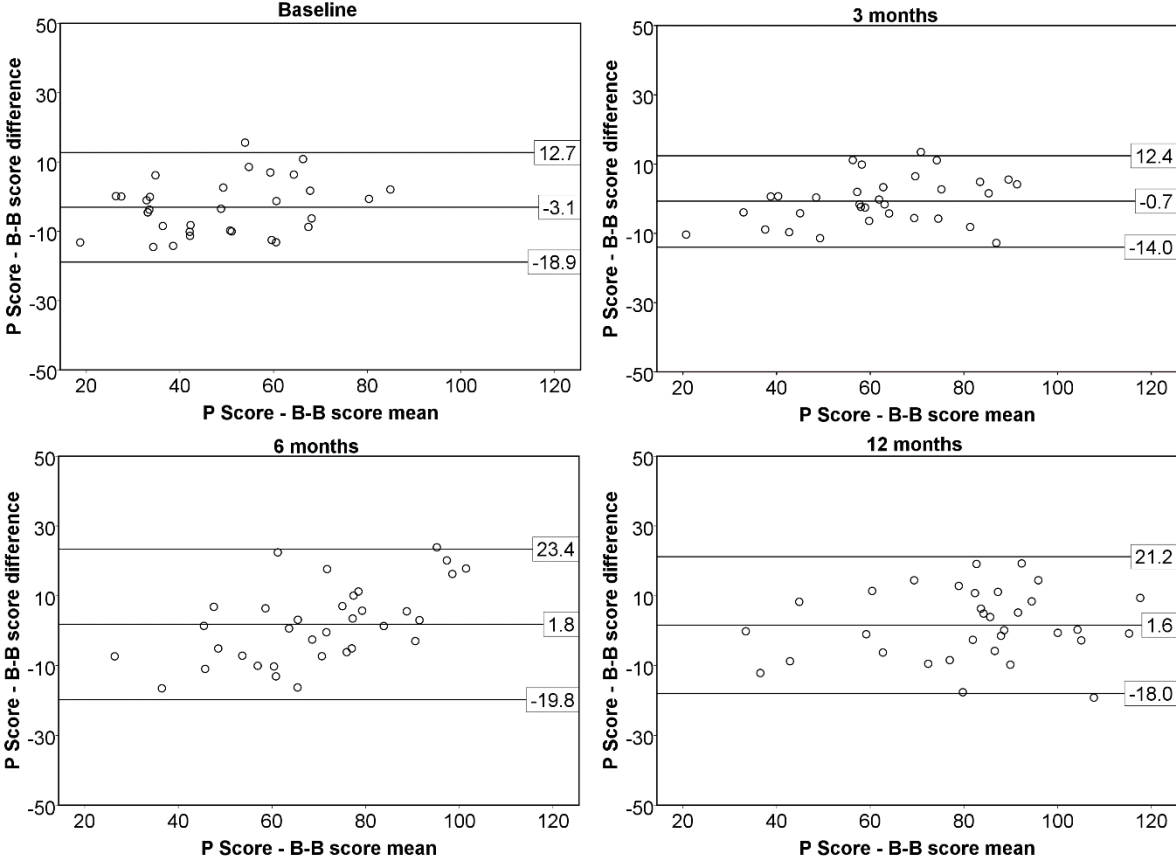 Baseline
P Score - B-B score difference
50
30
10
-10
-30
-50
12.7
-3.1
-18.9
20 40 60 80 100 120
P Score - B-B score mean
3 months
P Score - B-B score difference
50
30
10
-10
-30
-50
12.4
-0.7
-14.0
20 40 60 80 100 120
P Score - B-B score mean
6 months
P Score - B-B score difference
50
30
10
-10
-30
-50
23.4
1.8
-19.8
20 40 60 80 100 120
P Score - B-B score mean
12 months
P Score - B-B score difference
50
30
10
-10
-30
-50
21.2
1.6
-18.0
20 40 60 80 100 120
P Score - B-B score mean